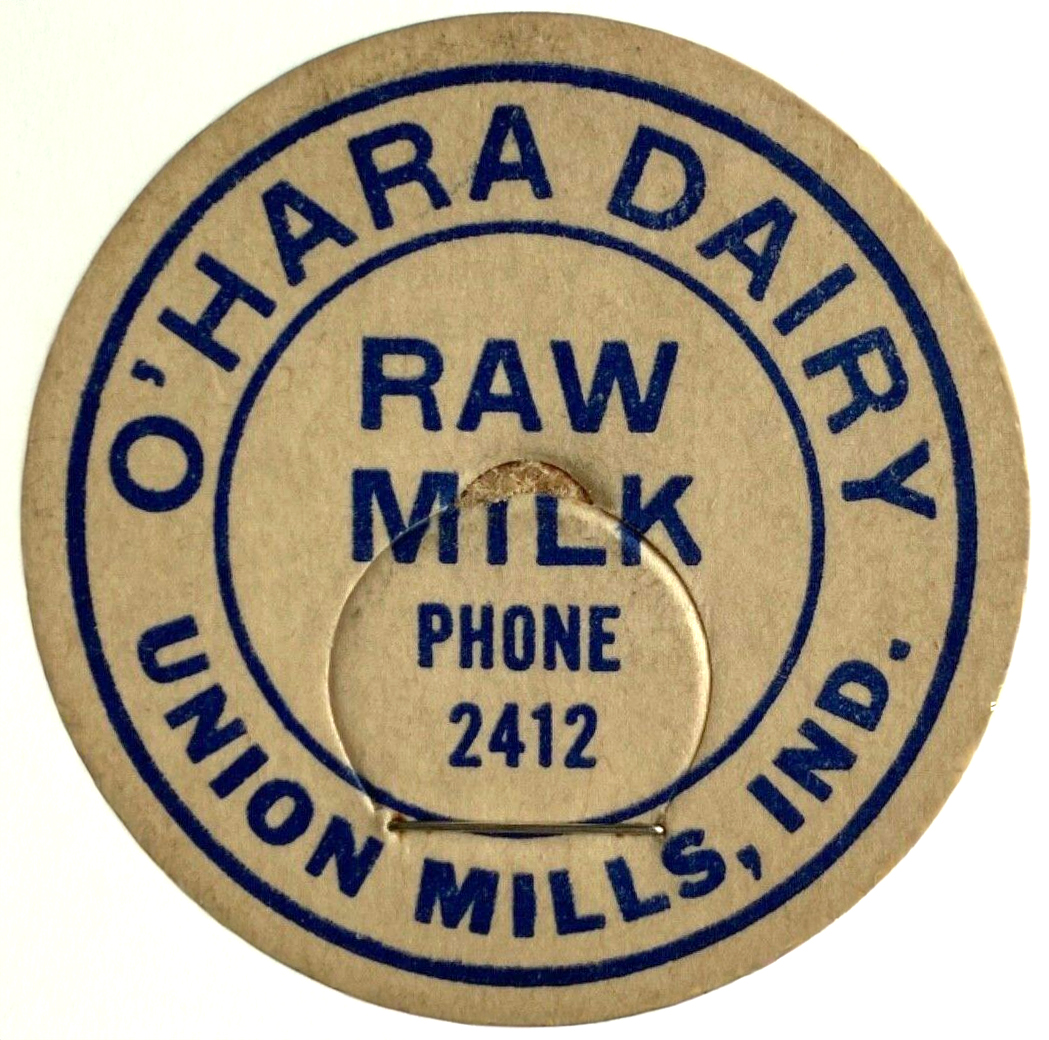 O'HARA DAIRY
RAW
MILK
PHONE
2412
UNION MILLS, IND.